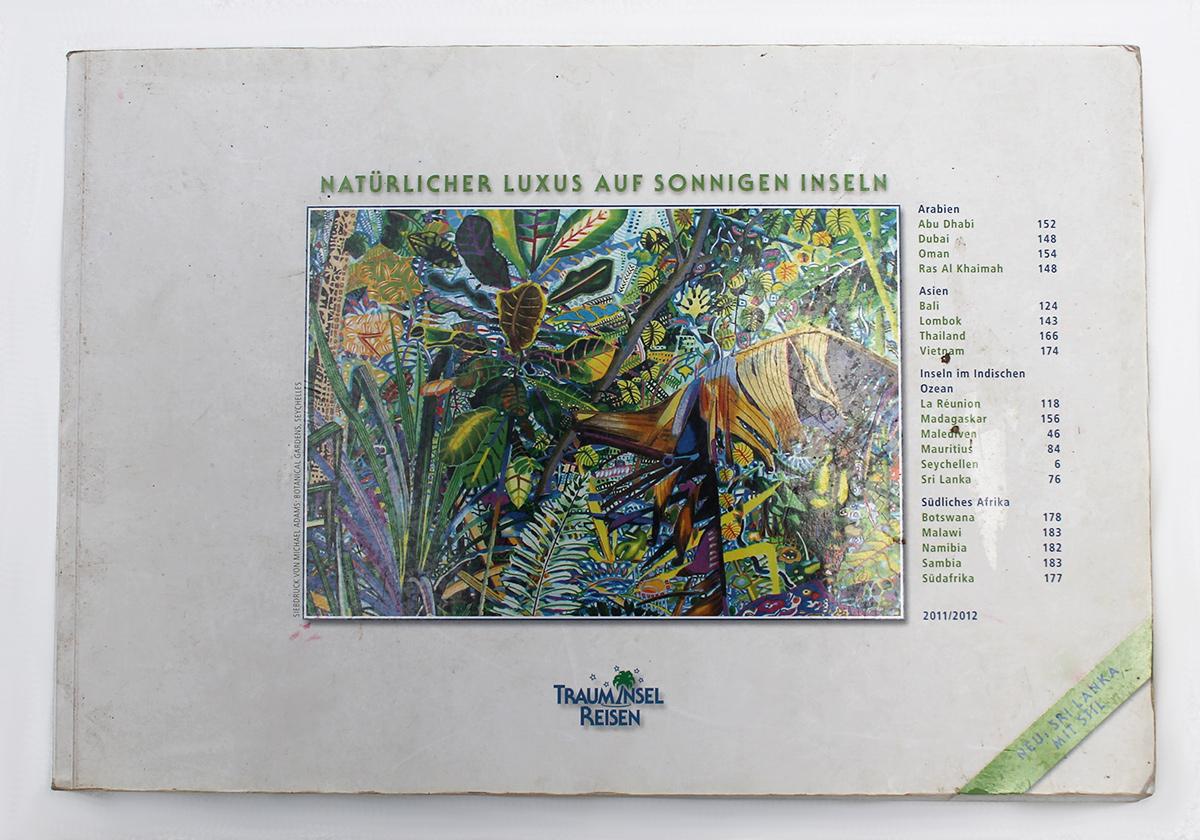 NATÜRLICHER LUXUS AUF SONNIGEN INSELN
SIEBDRUCK VON MICHAEL ADAMS: BOTANICAL GARDENS, SEYCHELLES
Arabien
Abu Dhabi 152
Dubai 148
Oman 154
Ras Al Khaimah 148
Asien
Bali 124
Lombok 143
Thailand 166
Vietnam 174
Inseln im Indischen
Ozean
La Réunion 118
Madagaskar 156
Malediven 46
Mauritius 84
Seychellen 6
Sri Lanka 76
Südliches Afrika
Botswana 178
Malawi 183
Namibia 182
Sambia 183
Südafrika 177
2011/2012
TRAUMINSEL
REISEN
NEU: SRI LANKA
MIT STIL